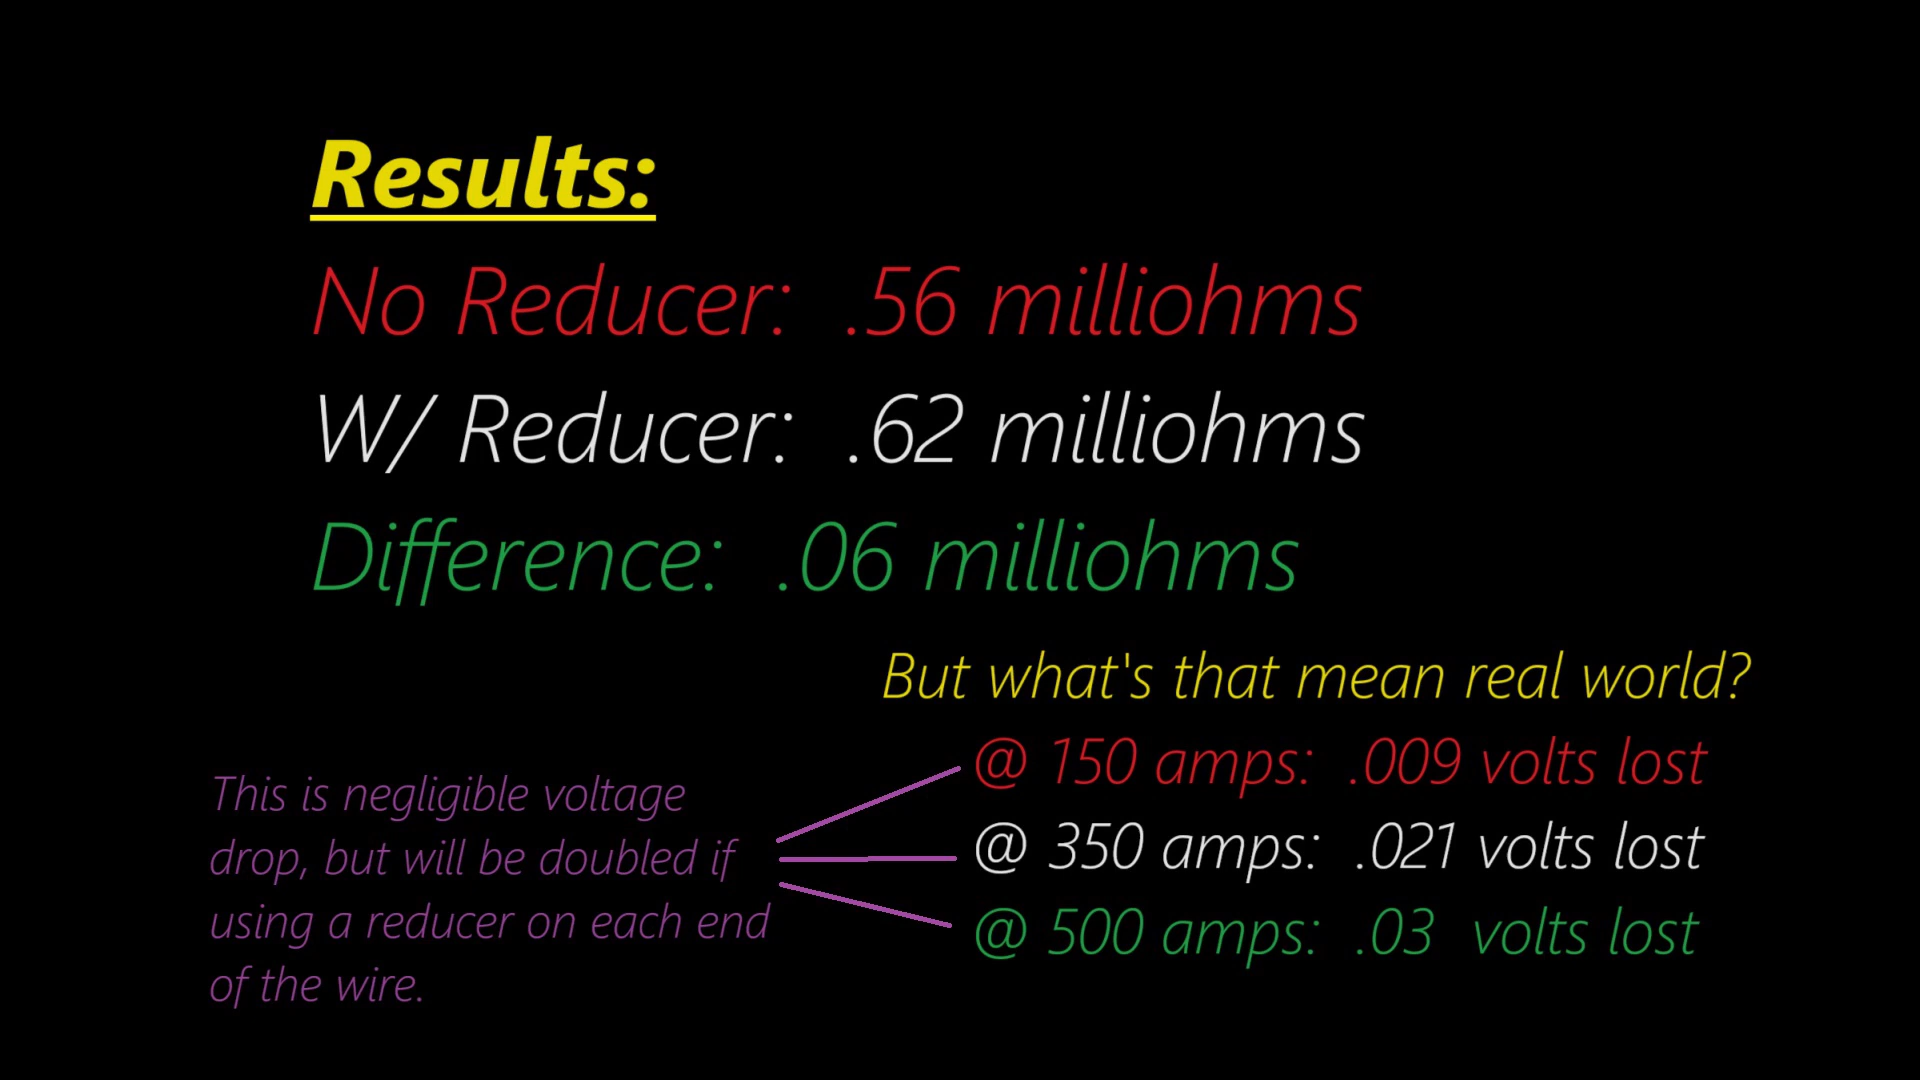 Results:
No Reducer: .56 milliohms
W/ Reducer: .62 milliohms
Difference: .06 milliohms
But what's that mean real world?
@ 150 amps: .009 volts lost
@ 350 amps: .021 volts lost
@ 500 amps: .03 volts lost
This is negligible voltage
drop, but will be doubled if
using a reducer on each end
of the wire.